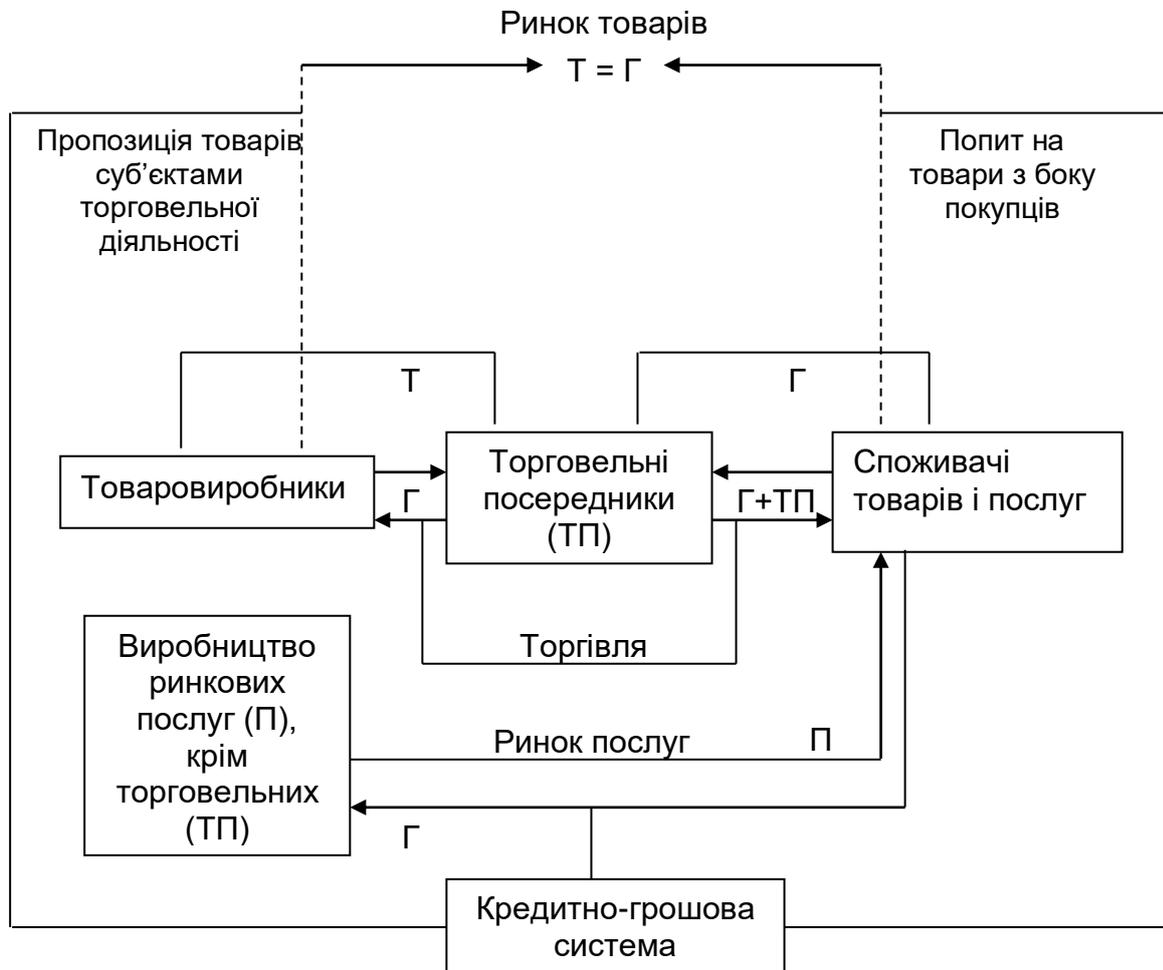 Ринок товарів
Т = Г
Пропозиція товарів
суб’єктами
торговельної
діяльності
Попит на
товари з боку
покупців
Т
Г
Товаровиробники
Г
Торговельні
посередники
(ТП)
Г+ТП
Споживачі
товарів і послуг
Торгівля
Виробництво
ринкових
послуг (П),
крім
торговельних
(ТП)
Ринок послуг
П
Г
Кредитно-грошова
система